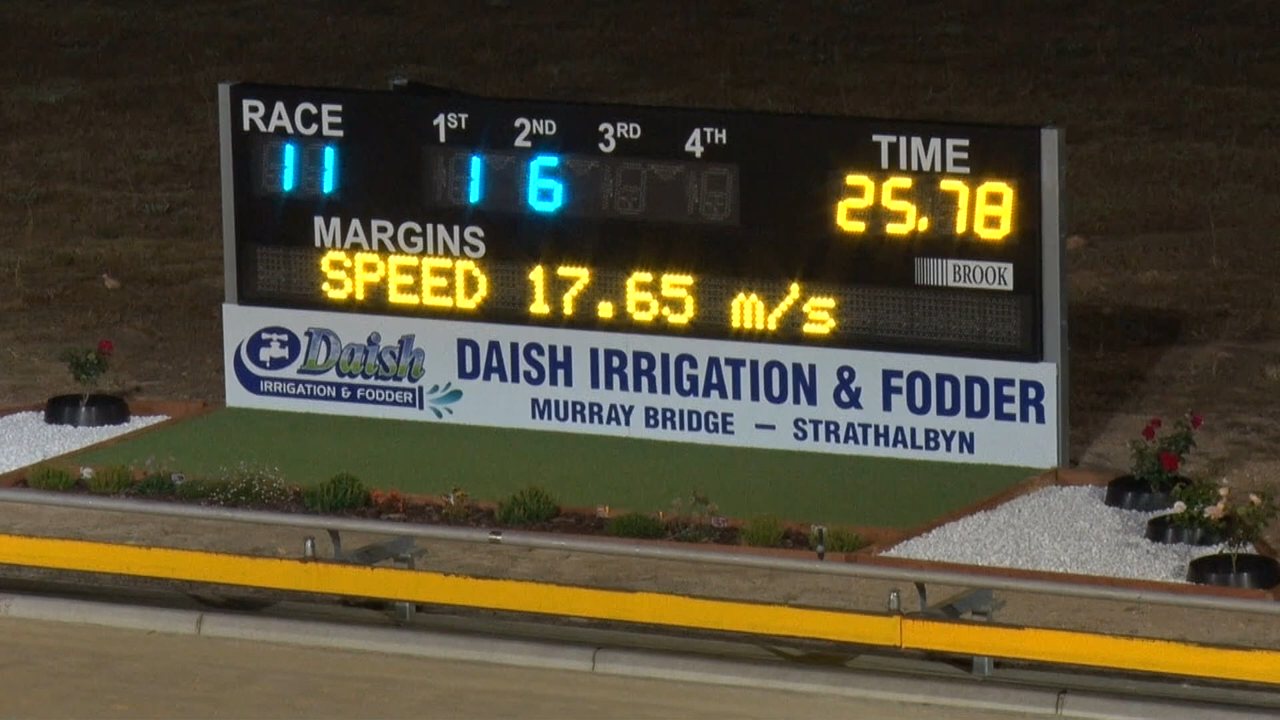 RACE 1ST 2ND 3RD 4TH TIME
11 1 6 25.78
MARGINS
SPEED 17.65 m/s
BROOK
Daish
IRRIGATION & FODDER
DAISH IRRIGATION & FODDER
MURRAY BRIDGE – STRATHALBYN